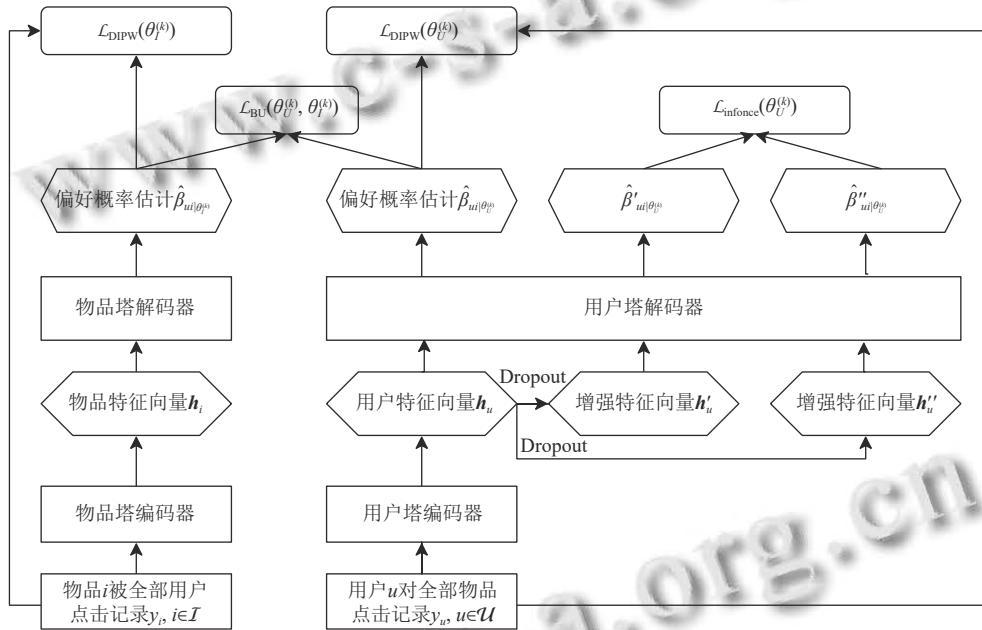 ℒ_DIPW(θ_I^(k))
ℒ_DIPW(θ_U^(k))
ℒ_BU(θ_U^(k), θ_I^(k))
ℒ_infonce(θ_U^(k))
偏好概率估计β̂_ui|θ_I^(k)
偏好概率估计β̂_ui|θ_U^(k)
β̂′_ui|θ_U^(k)
β̂″_ui|θ_U^(k)
物品塔解码器
用户塔解码器
Dropout
物品特征向量h_i
用户特征向量h_u
增强特征向量h′_u
增强特征向量h″_u
Dropout
物品塔编码器
用户塔编码器
物品i被全部用户
点击记录y_i, i∈ℐ
用户u对全部物品
点击记录y_u, u∈𝒰
www.c-s-a.org.cn